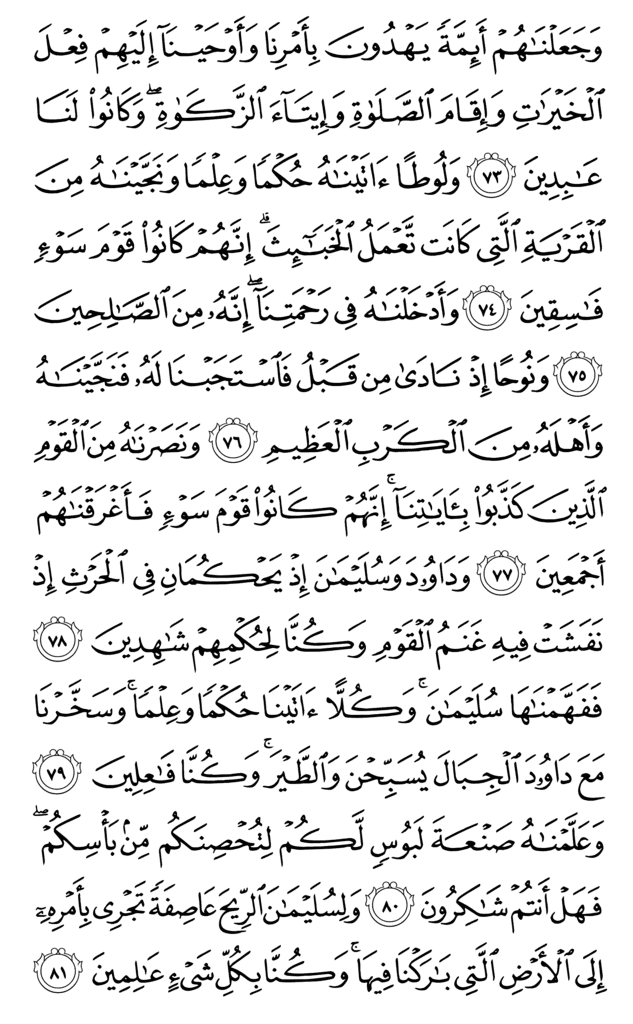 وَجَعَلْنَٰهُمْ أَئِمَّةً يَهْدُونَ بِأَمْرِنَا وَأَوْحَيْنَآ إِلَيْهِمْ فِعْلَ
ٱلْخَيْرَٰتِ وَإِقَامَ ٱلصَّلَوٰةِ وَإِيتَآءَ ٱلزَّكَوٰةِ ۖ وَكَانُوا۟ لَنَا
عَٰبِدِينَ ٧٣ وَلُوطًا ءَاتَيْنَٰهُ حُكْمًا وَعِلْمًا وَنَجَّيْنَٰهُ مِنَ
ٱلْقَرْيَةِ ٱلَّتِى كَانَت تَّعْمَلُ ٱلْخَبَٰٓئِثَ ۗ إِنَّهُمْ كَانُوا۟ قَوْمَ سَوْءٍ
فَٰسِقِينَ ٧٤ وَأَدْخَلْنَٰهُ فِى رَحْمَتِنَآ ۖ إِنَّهُۥ مِنَ ٱلصَّٰلِحِينَ
٧٥ وَنُوحًا إِذْ نَادَىٰ مِن قَبْلُ فَٱسْتَجَبْنَا لَهُۥ فَنَجَّيْنَٰهُ
وَأَهْلَهُۥ مِنَ ٱلْكَرْبِ ٱلْعَظِيمِ ٧٦ وَنَصَرْنَٰهُ مِنَ ٱلْقَوْمِ
ٱلَّذِينَ كَذَّبُوا۟ بِـَٔايَٰتِنَآ ۚ إِنَّهُمْ كَانُوا۟ قَوْمَ سَوْءٍ فَأَغْرَقْنَٰهُمْ
أَجْمَعِينَ ٧٧ وَدَاوُۥدَ وَسُلَيْمَٰنَ إِذْ يَحْكُمَانِ فِى ٱلْحَرْثِ إِذْ
نَفَشَتْ فِيهِ غَنَمُ ٱلْقَوْمِ وَكُنَّا لِحُكْمِهِمْ شَٰهِدِينَ ٧٨
فَفَهَّمْنَٰهَا سُلَيْمَٰنَ ۚ وَكُلًّا ءَاتَيْنَا حُكْمًا وَعِلْمًا ۚ وَسَخَّرْنَا
مَعَ دَاوُۥدَ ٱلْجِبَالَ يُسَبِّحْنَ وَٱلطَّيْرَ ۚ وَكُنَّا فَٰعِلِينَ ٧٩
وَعَلَّمْنَٰهُ صَنْعَةَ لَبُوسٍ لَّكُمْ لِتُحْصِنَكُم مِّنۢ بَأْسِكُمْ ۖ
فَهَلْ أَنتُمْ شَٰكِرُونَ ٨٠ وَلِسُلَيْمَٰنَ ٱلرِّيحَ عَاصِفَةً تَجْرِى بِأَمْرِهِۦٓ
إِلَى ٱلْأَرْضِ ٱلَّتِى بَٰرَكْنَا فِيهَا ۚ وَكُنَّا بِكُلِّ شَىْءٍ عَٰلِمِينَ ٨١